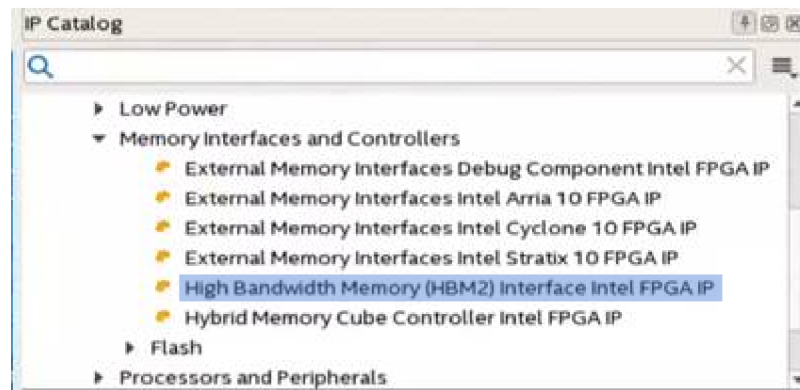 IP Catalog
Low Power
Memory Interfaces and Controllers
External Memory Interfaces Debug Component Intel FPGA IP
External Memory Interfaces Intel Arria 10 FPGA IP
External Memory Interfaces Intel Cyclone 10 FPGA IP
External Memory Interfaces Intel Stratix 10 FPGA IP
High Bandwidth Memory (HBM2) Interface Intel FPGA IP
Hybrid Memory Cube Controller Intel FPGA IP
Flash
Processors and Peripherals